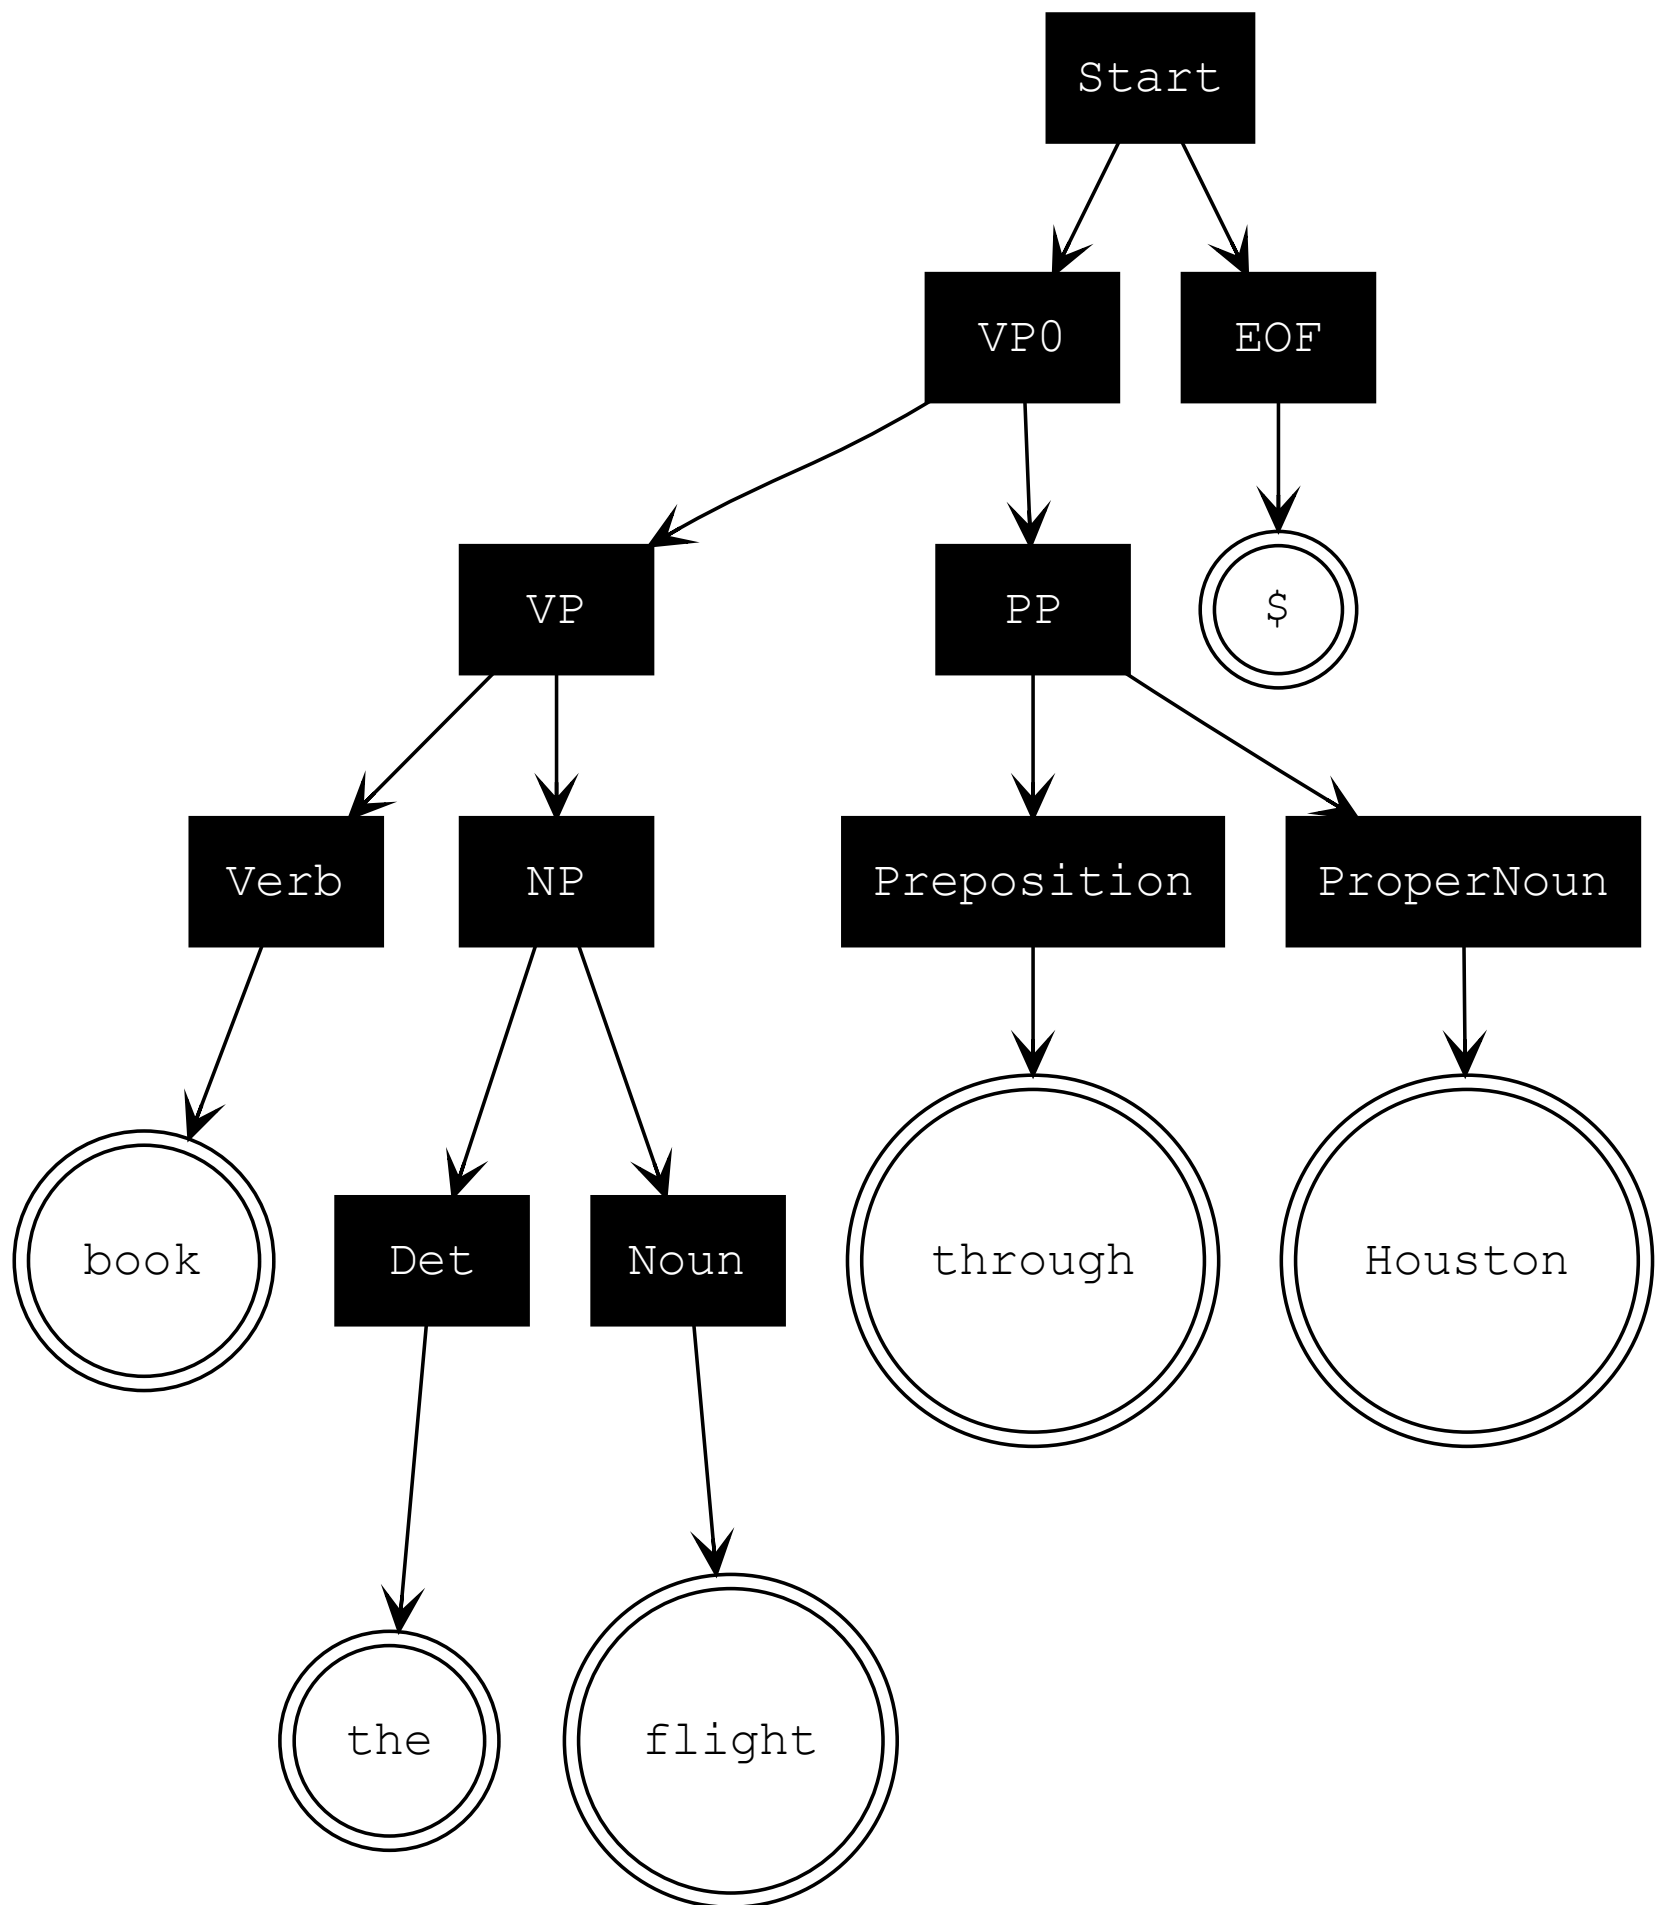 Start
VP0 EOF
VP PP $
Verb NP Preposition ProperNoun
book Det Noun through Houston
the flight